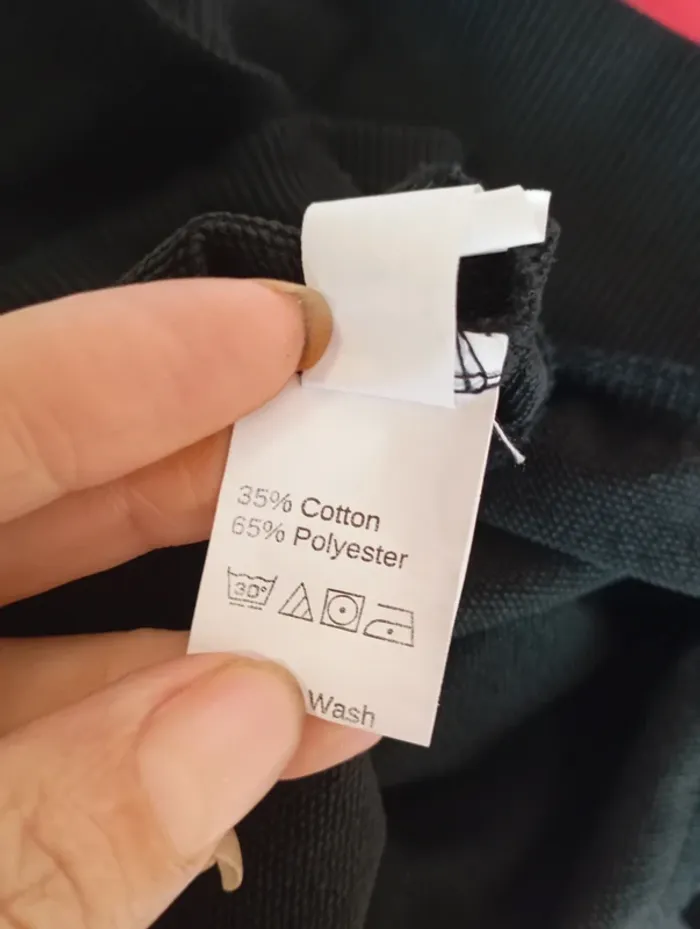 35% Cotton
65% Polyester
30°
Wash